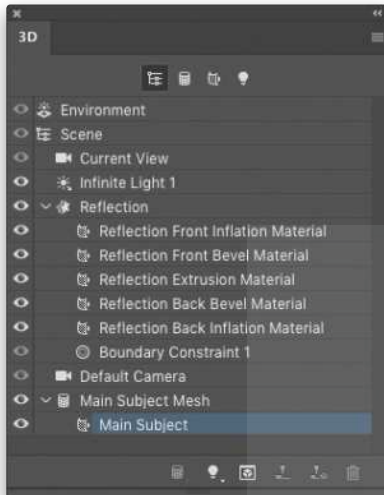 3D
Environment
Scene
Current View
Infinite Light 1
Reflection
Reflection Front Inflation Material
Reflection Front Bevel Material
Reflection Extrusion Material
Reflection Back Bevel Material
Reflection Back Inflation Material
Boundary Constraint 1
Default Camera
Main Subject Mesh
Main Subject